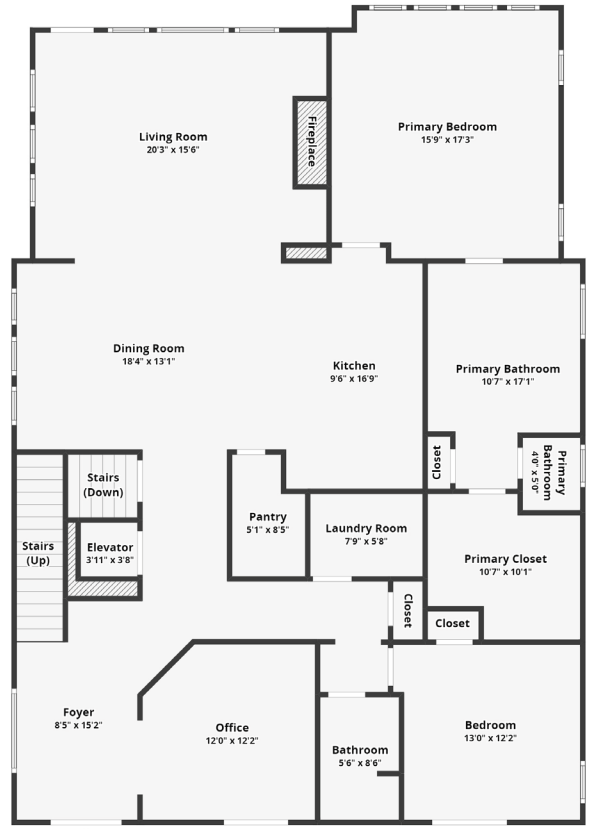 Living Room
20'3" x 15'6"
Fireplace
Primary Bedroom
15'9" x 17'3"
Dining Room
18'4" x 13'1"
Kitchen
9'6" x 16'9"
Primary Bathroom
10'7" x 17'1"
Closet
Primary
Bathroom
4'0" x 5'0"
Stairs
(Down)
Stairs
(Up)
Elevator
3'11" x 3'8"
Pantry
5'1" x 8'5"
Laundry Room
7'9" x 5'8"
Primary Closet
10'7" x 10'1"
Closet
Closet
Foyer
8'5" x 15'2"
Office
12'0" x 12'2"
Bathroom
5'6" x 8'6"
Bedroom
13'0" x 12'2"